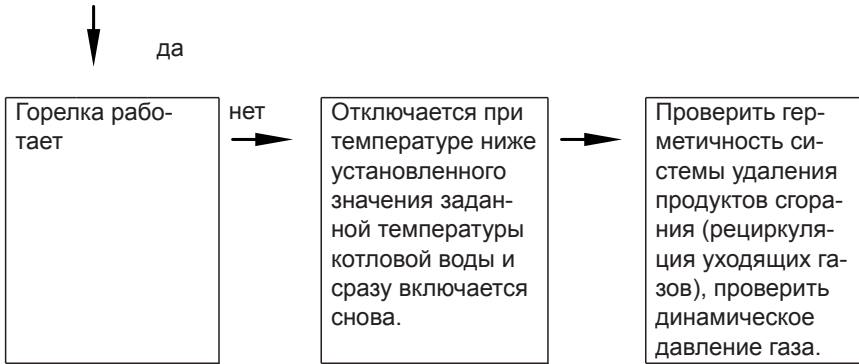 да
Горелка рабо-
тает
нет
Отключается при
температуре ниже
установленного
значения задан-
ной температуры
котловой воды и
сразу включается
снова.
Проверить гер-
метичность си-
стемы удаления
продуктов сгора-
ния (рециркуля-
ция уходящих га-
зов), проверить
динамическое
давление газа.